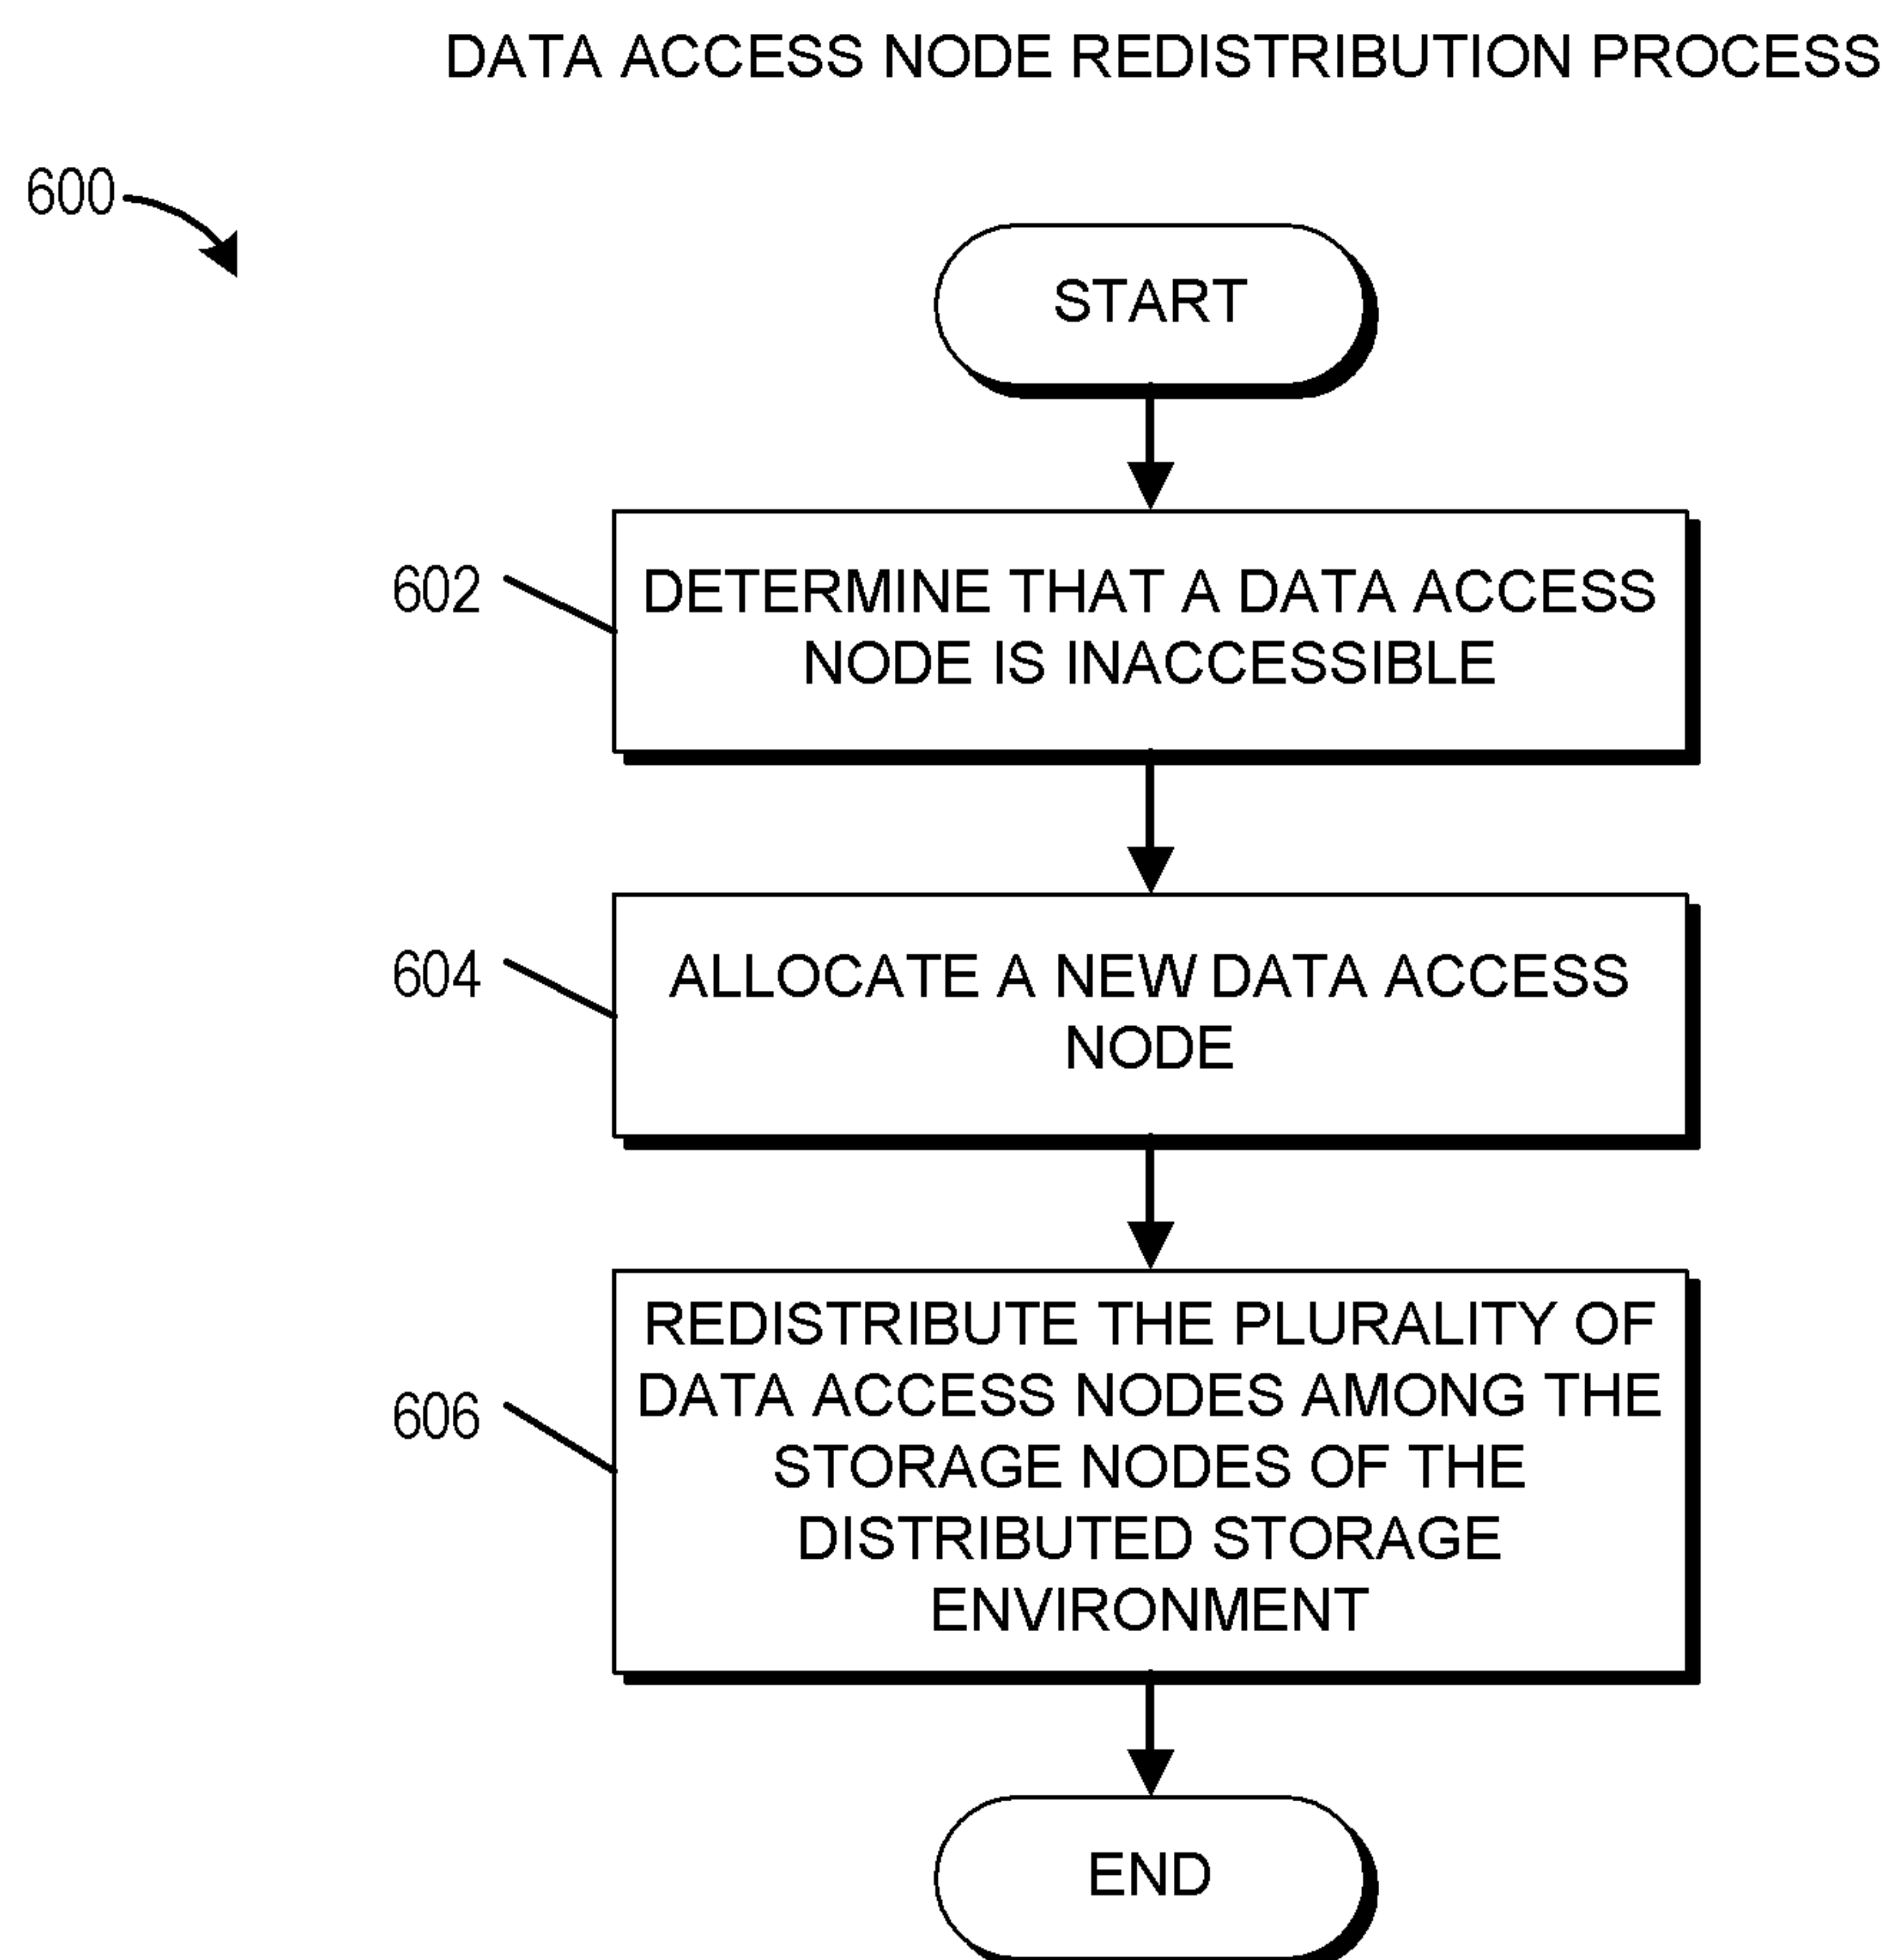 DATA ACCESS NODE REDISTRIBUTION PROCESS
600
START
602
DETERMINE THAT A DATA ACCESS
NODE IS INACCESSIBLE
604
ALLOCATE A NEW DATA ACCESS
NODE
REDISTRIBUTE THE PLURALITY OF
DATA ACCESS NODES AMONG THE
606
STORAGE NODES OF THE
DISTRIBUTED STORAGE
ENVIRONMENT
END